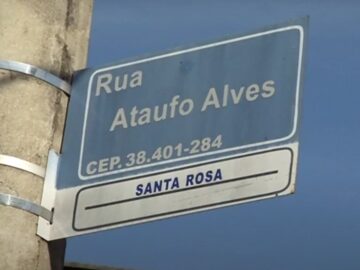 Rua
Ataufo Alves
CEP. 38.401-284
SANTA ROSA